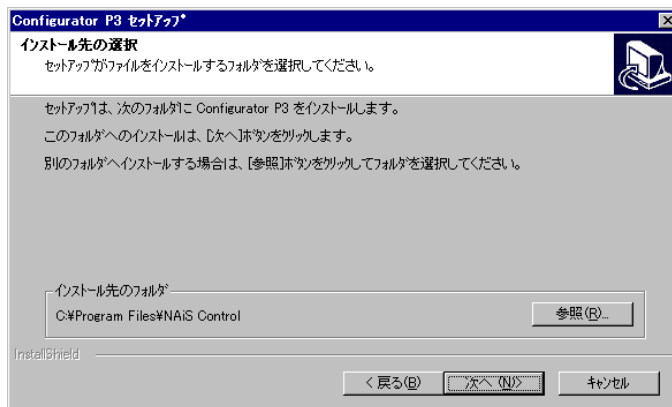 Configurator P3 セットアップ
インストール先の選択
セットアップがファイルをインストールするフォルダを選択してください。
セットアップは、次のフォルダに Configurator P3 をインストールします。
このフォルダへのインストールは、[次へ]ボタンをクリックします。
別のフォルダへインストールする場合は、[参照]ボタンをクリックしてフォルダを選択してください。
インストール先のフォルダ
C:¥Program Files¥NAiS Control
参照(R)...
InstallShield
< 戻る(B)
次へ (N)>
キャンセル